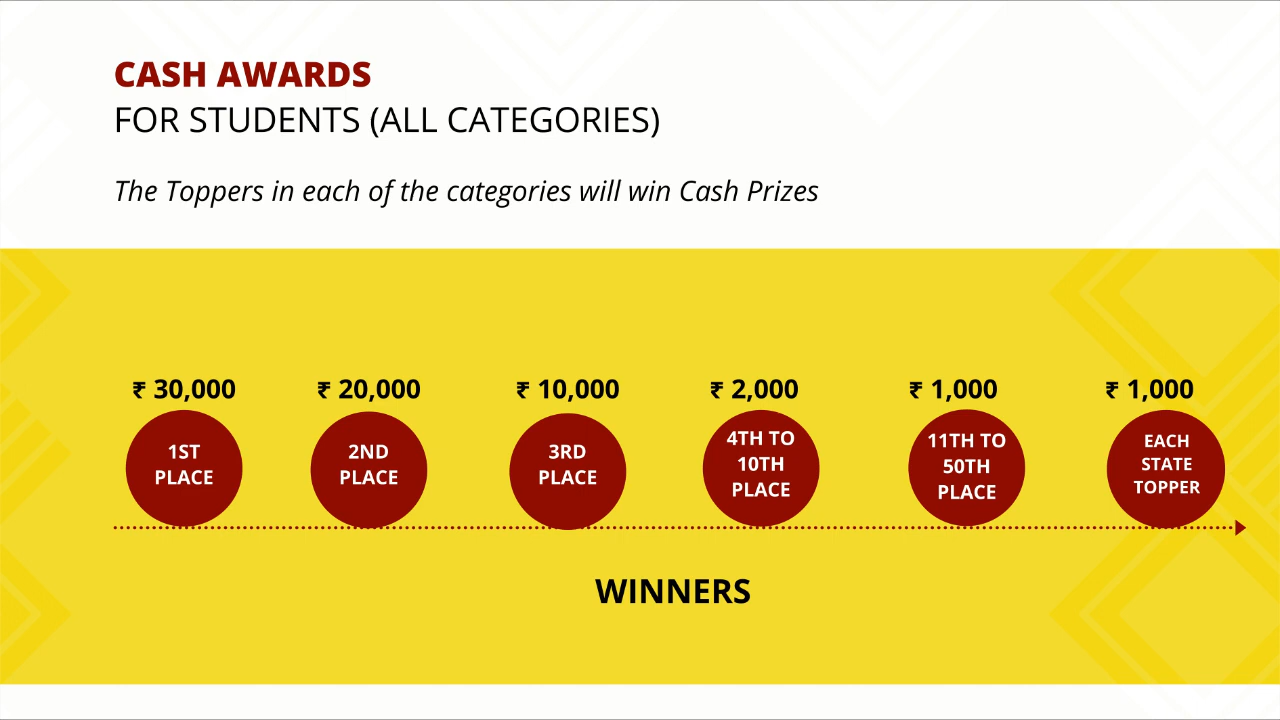 CASH AWARDS
FOR STUDENTS (ALL CATEGORIES)
The Toppers in each of the categories will win Cash Prizes
₹ 30,000
1ST
PLACE
₹ 20,000
2ND
PLACE
₹ 10,000
3RD
PLACE
₹ 2,000
4TH TO
10TH
PLACE
₹ 1,000
11TH TO
50TH
PLACE
₹ 1,000
EACH
STATE
TOPPER
WINNERS